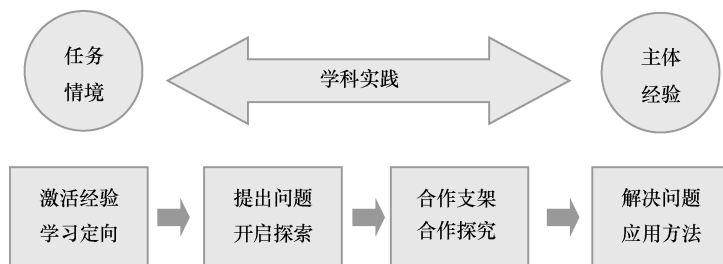 任务
情境
学科实践
主体
经验
激活经验
学习定向
提出问题
开启探索
合作支架
合作探究
解决问题
应用方法